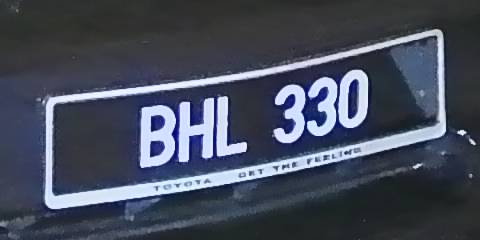 BHL 330
TOYOTA GET THE FEELING